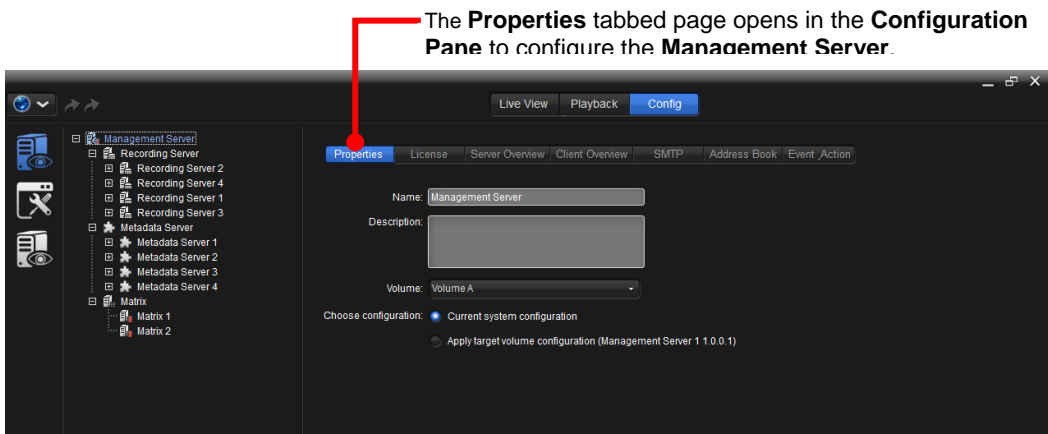 The Properties tabbed page opens in the Configuration
Pane to configure the Management Server.
Live View Playback Config
Management Server
Recording Server
Recording Server 2
Recording Server 4
Recording Server 1
Recording Server 3
Metadata Server
Metadata Server 1
Metadata Server 2
Metadata Server 3
Metadata Server 4
Matrix
Matrix 1
Matrix 2
Properties License Server Overview Client Overview SMTP Address Book Event ,Action
Name: Management Server
Description:
Volume: Volume A
Choose configuration: Current system configuration
Apply target volume configuration (Management Server 1 1.0.0.1)